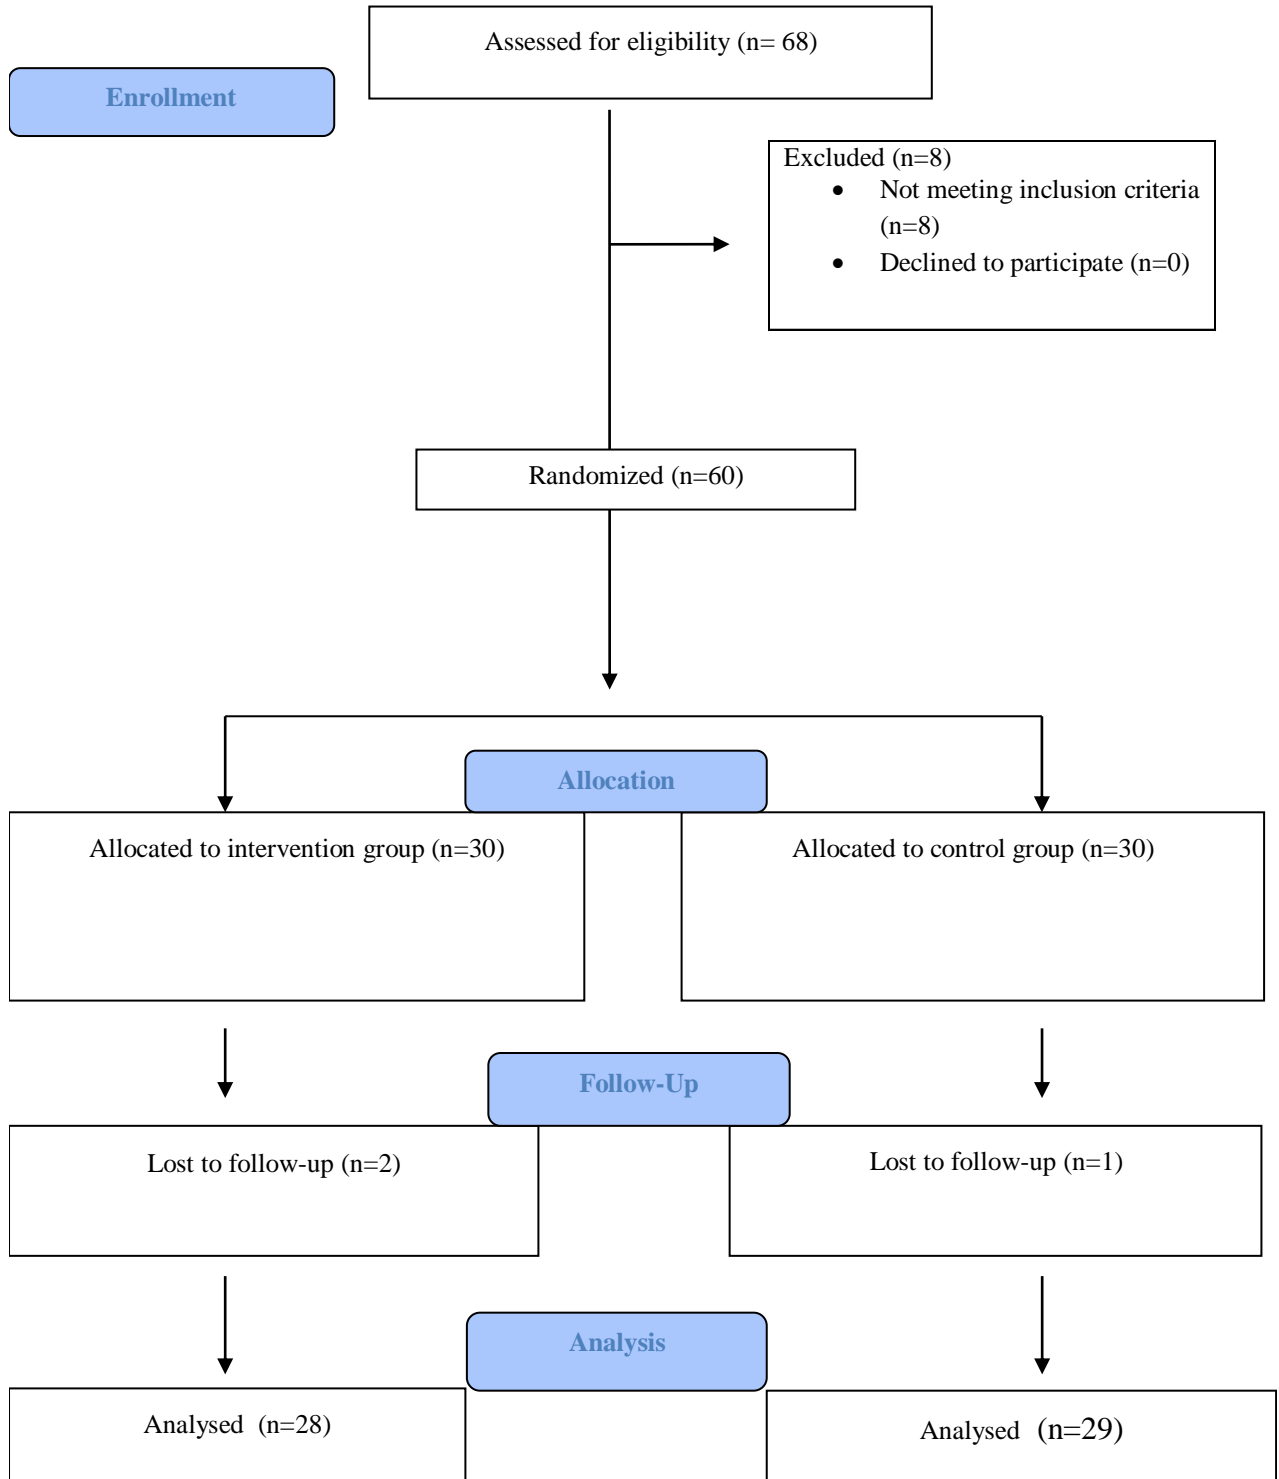 Assessed for eligibility (n= 68)
Enrollment
Excluded (n=8)
• Not meeting inclusion criteria
(n=8)
• Declined to participate (n=0)
Randomized (n=60)
Allocation
Allocated to intervention group (n=30)
Allocated to control group (n=30)
Follow-Up
Lost to follow-up (n=2)
Lost to follow-up (n=1)
Analysis
Analysed (n=28)
Analysed (n=29)